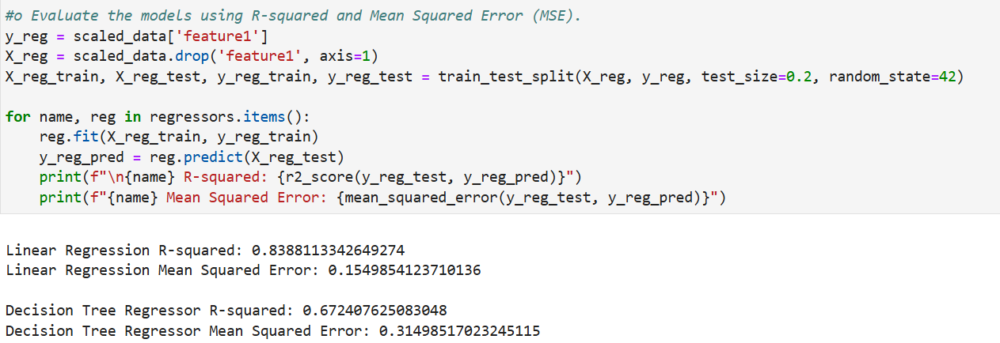 #o Evaluate the models using R-squared and Mean Squared Error (MSE).
y_reg = scaled_data['feature1']
X_reg = scaled_data.drop('feature1', axis=1)
X_reg_train, X_reg_test, y_reg_train, y_reg_test = train_test_split(X_reg, y_reg, test_size=0.2, random_state=42)
for name, reg in regressors.items():
    reg.fit(X_reg_train, y_reg_train)
    y_reg_pred = reg.predict(X_reg_test)
    print(f"\n{name} R-squared: {r2_score(y_reg_test, y_reg_pred)}")
    print(f"{name} Mean Squared Error: {mean_squared_error(y_reg_test, y_reg_pred)}")
Linear Regression R-squared: 0.8388113342649274
Linear Regression Mean Squared Error: 0.1549854123710136
Decision Tree Regressor R-squared: 0.672407625083048
Decision Tree Regressor Mean Squared Error: 0.31498517023245115